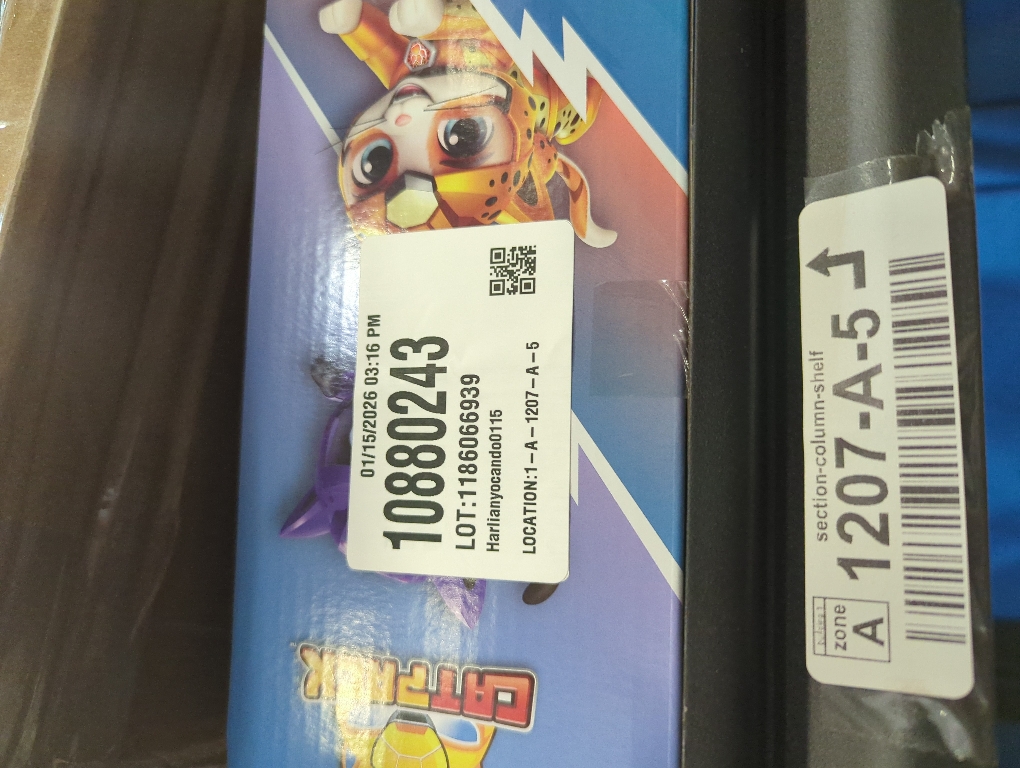 01/15/2026 03:16 PM
10880243
LOT:1186066939
Harlianyocando0115
LOCATION:1-A-1207-A-5
section-column-shelf
zone
A
1207-A-5